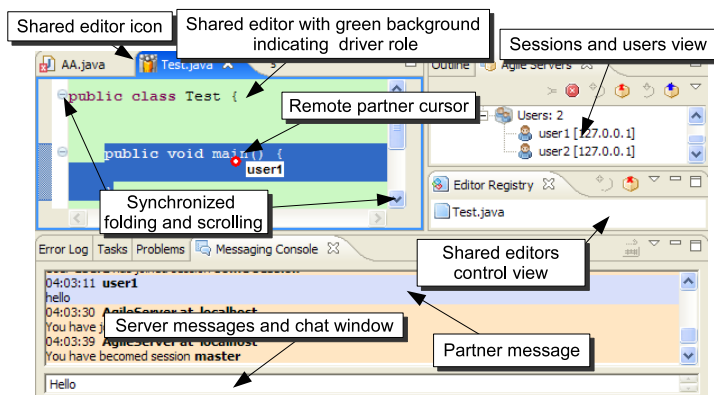 Shared editor icon
Shared editor with green background
indicating driver role
Sessions and users view
AA.java
Test.java
5
Outline
Agile Servers
public class Test {
Remote partner cursor
Users: 2
user1 [127.0.0.1]
user2 [127.0.0.1]
public void main() {
user1
Synchronized
folding and scrolling
Editor Registry
Test.java
Shared editors
control view
Error Log
Tasks
Problems
Messaging Console
04:03:11 user1
hello
04:03:30 AgileServer at localhost
You have
Server messages and chat window
04:03:39 AgileServer at localhost
You have becomed session master
Partner message
Hello